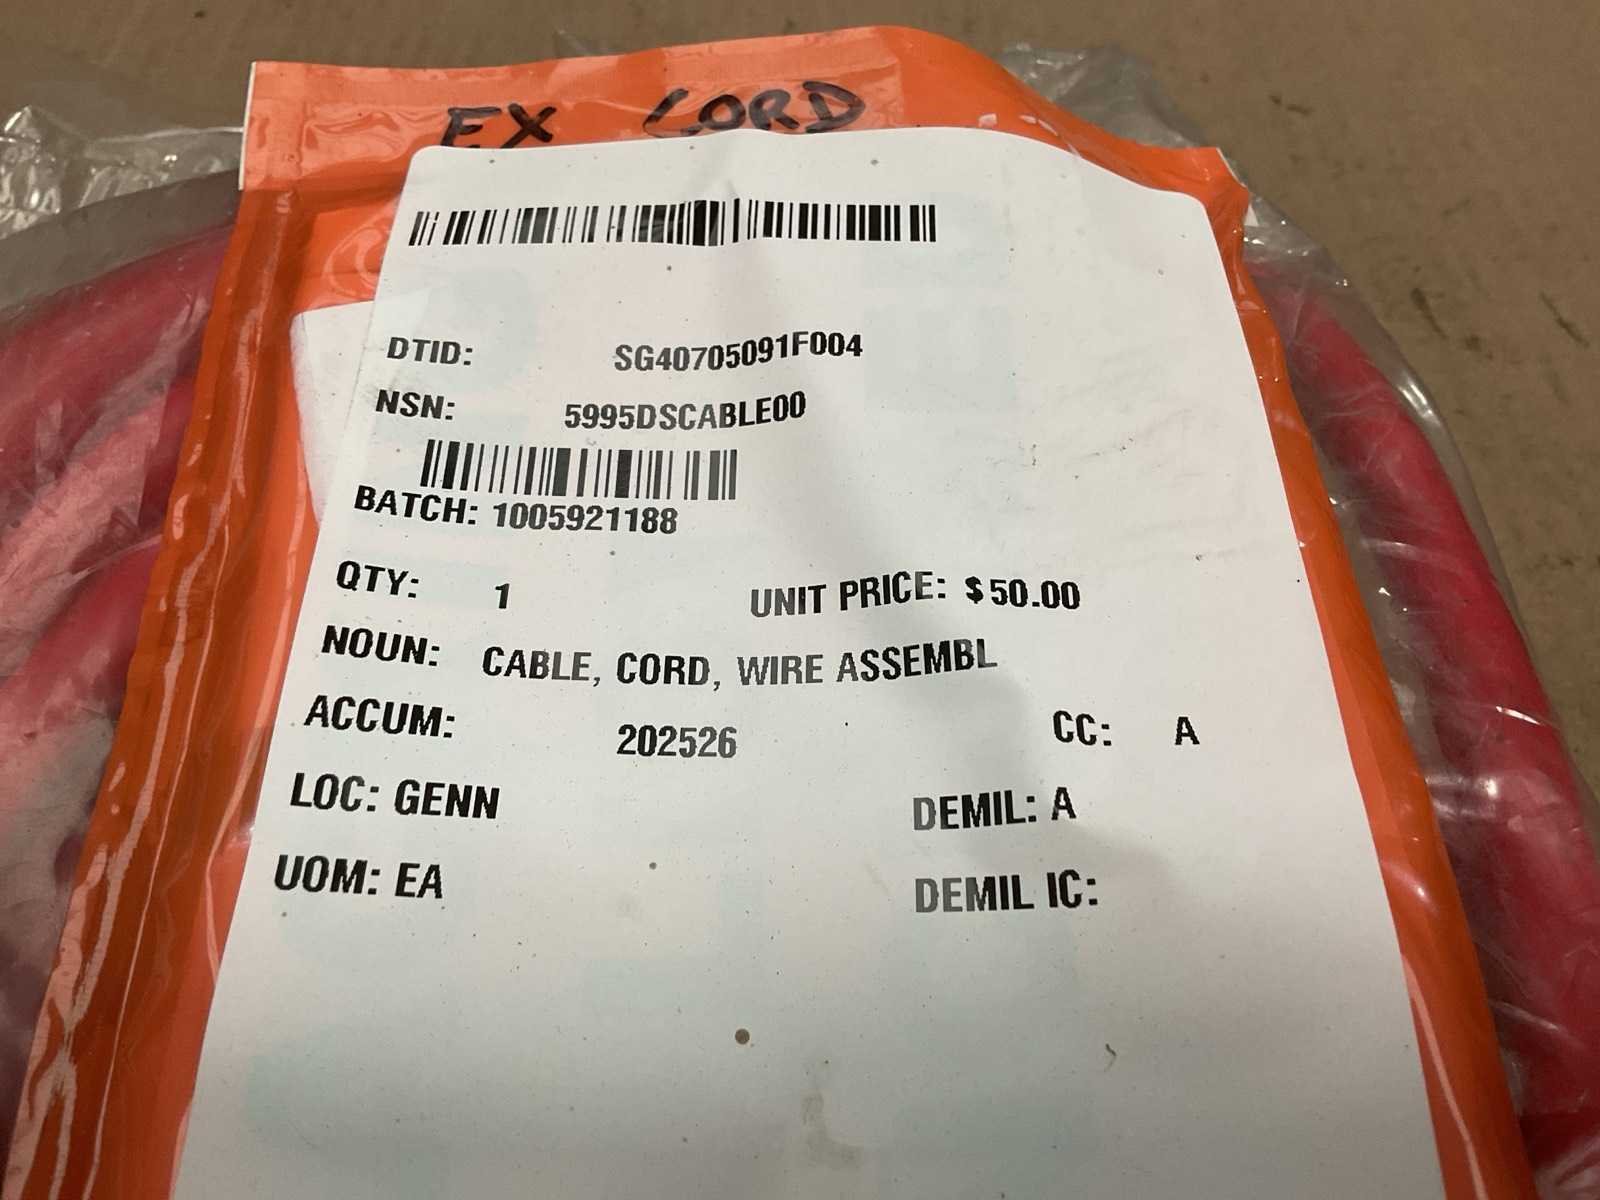 EX CORD
DTID: SG40705091F004
NSN: 5995DSCABLE00
BATCH: 1005921188
QTY: 1 UNIT PRICE: $50.00
NOUN: CABLE, CORD, WIRE ASSEMBL
ACCUM: 202526 CC: A
LOC: GENN DEMIL: A
UOM: EA DEMIL IC: